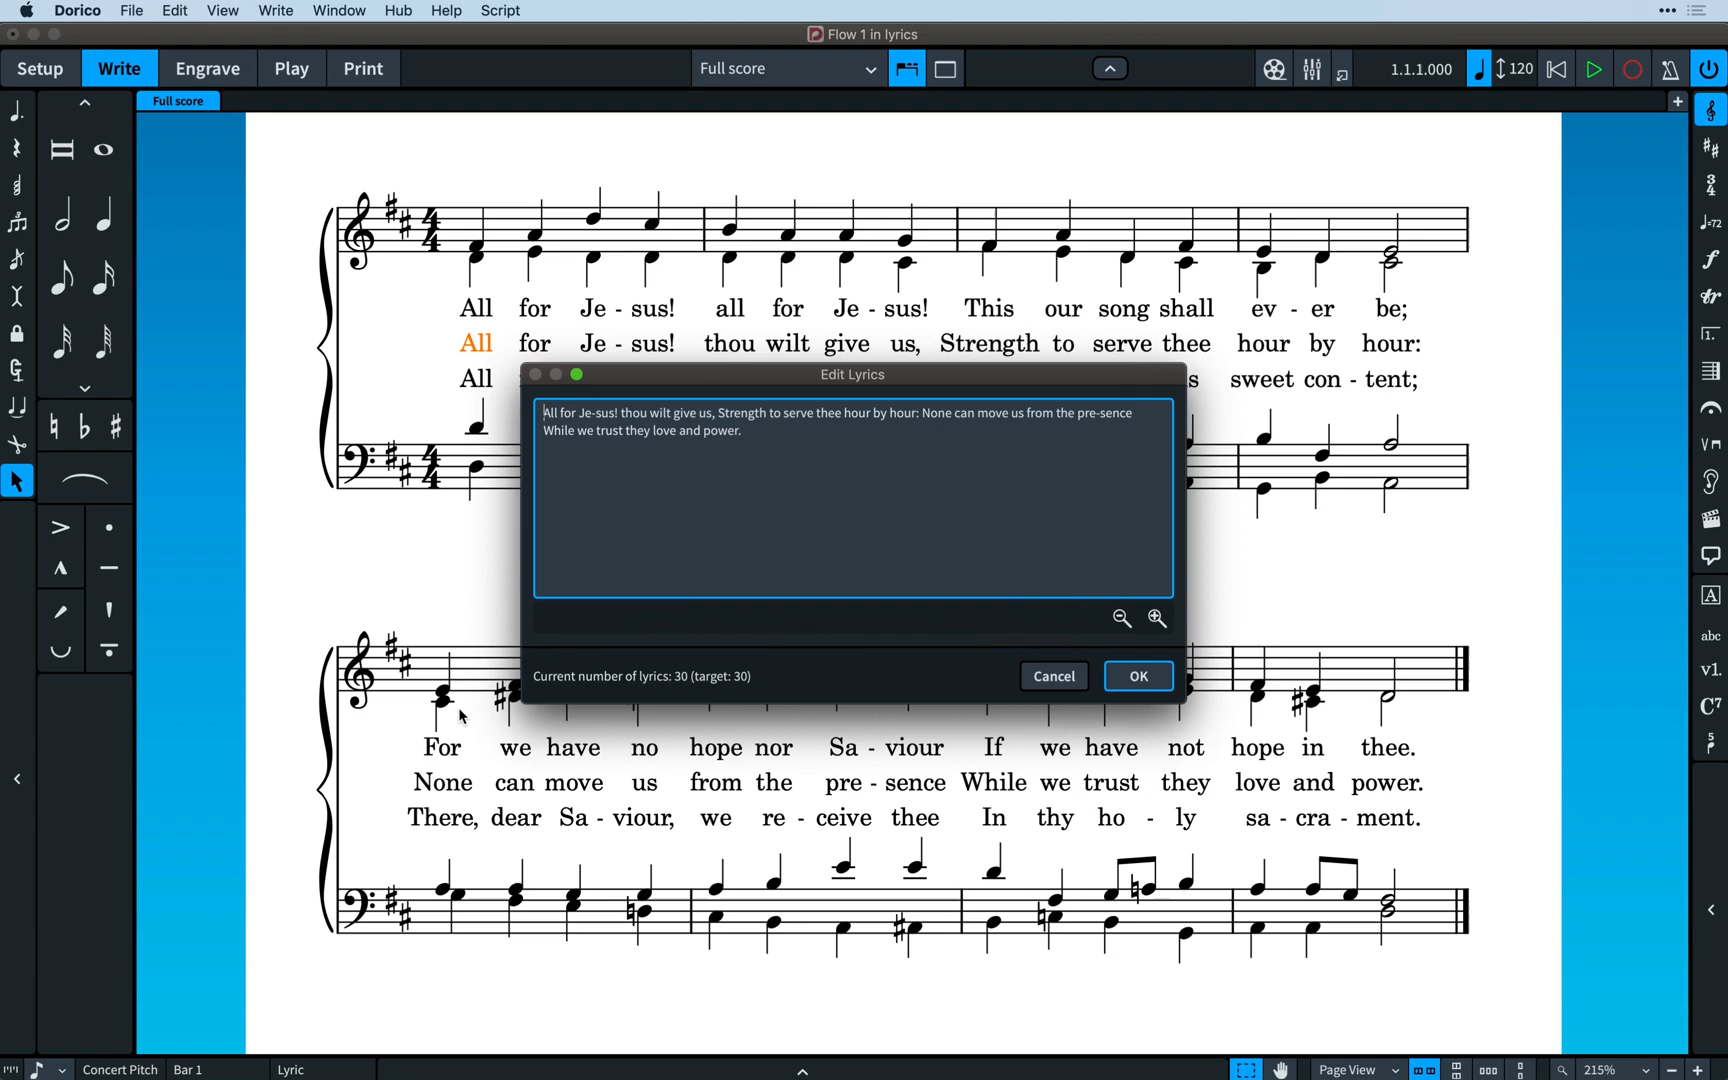 Dorico File Edit View Write Window Hub Help Script
Flow 1 in lyrics
Setup Write Engrave Play Print Full score 1.1.1.000 120
Full score
All for Je - sus! all for Je - sus! This our song shall ev - er be;
All for Je - sus! thou wilt give us, Strength to serve thee hour by hour:
All s sweet con - tent;
Edit Lyrics
All for Je-sus! thou wilt give us, Strength to serve thee hour by hour: None can move us from the pre-sence
While we trust they love and power.
Current number of lyrics: 30 (target: 30) Cancel OK
For we have no hope nor Sa - viour If we have not hope in thee.
None can move us from the pre - sence While we trust they love and power.
There, dear Sa - viour, we re - ceive thee In thy ho - ly sa - cra - ment.
=72
1.
A
abc
v1.
C7
5
Concert Pitch Bar 1 Lyric Page View 215%